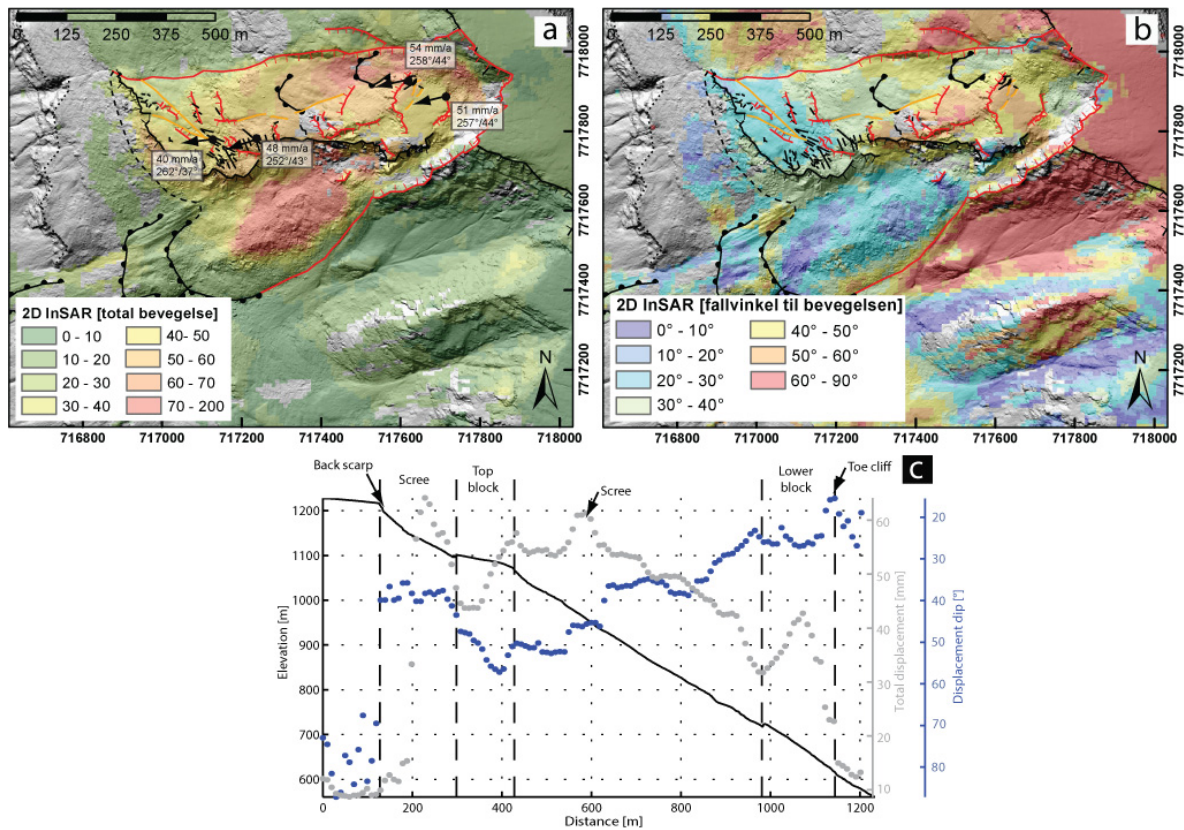 0 125 250 375 500 m
a
54 mm/a
258°/44°
51 mm/a
257°/44°
48 mm/a
252°/43°
40 mm/a
262°/37°
2D InSAR [total bevegelse]
0 - 10
10 - 20
20 - 30
30 - 40
40 - 50
50 - 60
60 - 70
70 - 200
N
7718000
7717800
7717600
7717400
7717200
716800 717000 717200 717400 717600 717800 718000
0 125 250 375 500 m
b
2D InSAR [fallvinkel til bevegelsen]
0° - 10°
10° - 20°
20° - 30°
30° - 40°
40° - 50°
50° - 60°
60° - 90°
N
7718000
7717800
7717600
7717400
7717200
716800 717000 717200 717400 717600 717800 718000
C
Back scarp
Scree
Top
block
Scree
Lower
block
Toe cliff
1200
1100
1000
900
800
700
600
Elevation [m]
0 200 400 600 800 1000 1200
Distance [m]
60
50
40
30
20
10
Total displacement [mm]
20
30
40
50
60
70
80
Displacement dip [°]